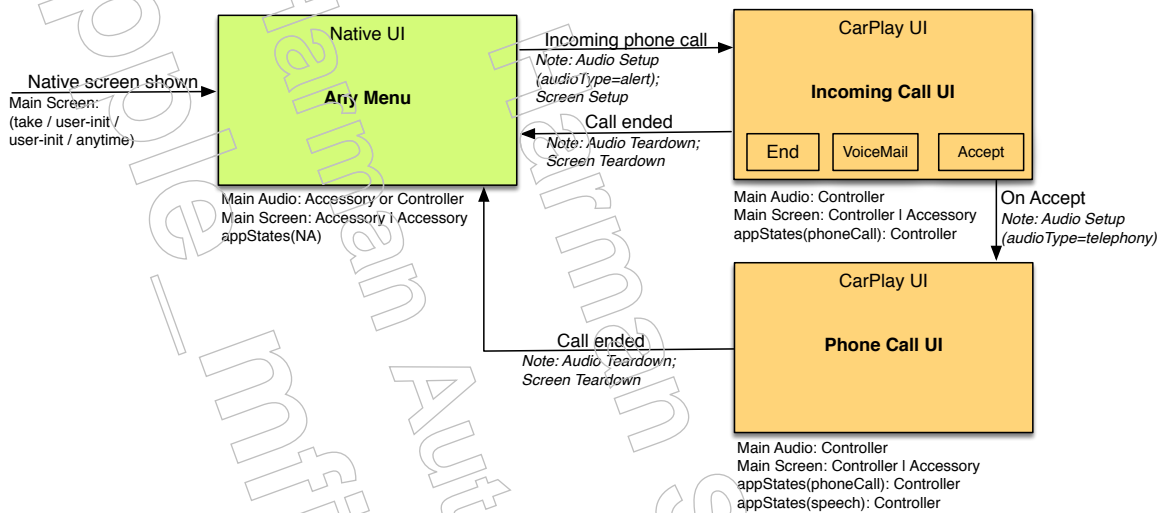 Native screen shown
Main Screen:
(take / user-init /
user-init / anytime)
Native UI
Any Menu
Main Audio: Accessory or Controller
Main Screen: Accessory | Accessory
appStates(NA)
Incoming phone call
Note: Audio Setup
(audioType=alert);
Screen Setup
Call ended
Note: Audio Teardown;
Screen Teardown
CarPlay UI
Incoming Call UI
End
VoiceMail
Accept
Main Audio: Controller
Main Screen: Controller | Accessory
appStates(phoneCall): Controller
On Accept
Note: Audio Setup
(audioType=telephony)
CarPlay UI
Phone Call UI
Call ended
Note: Audio Teardown;
Screen Teardown
Main Audio: Controller
Main Screen: Controller | Accessory
appStates(phoneCall): Controller
appStates(speech): Controller